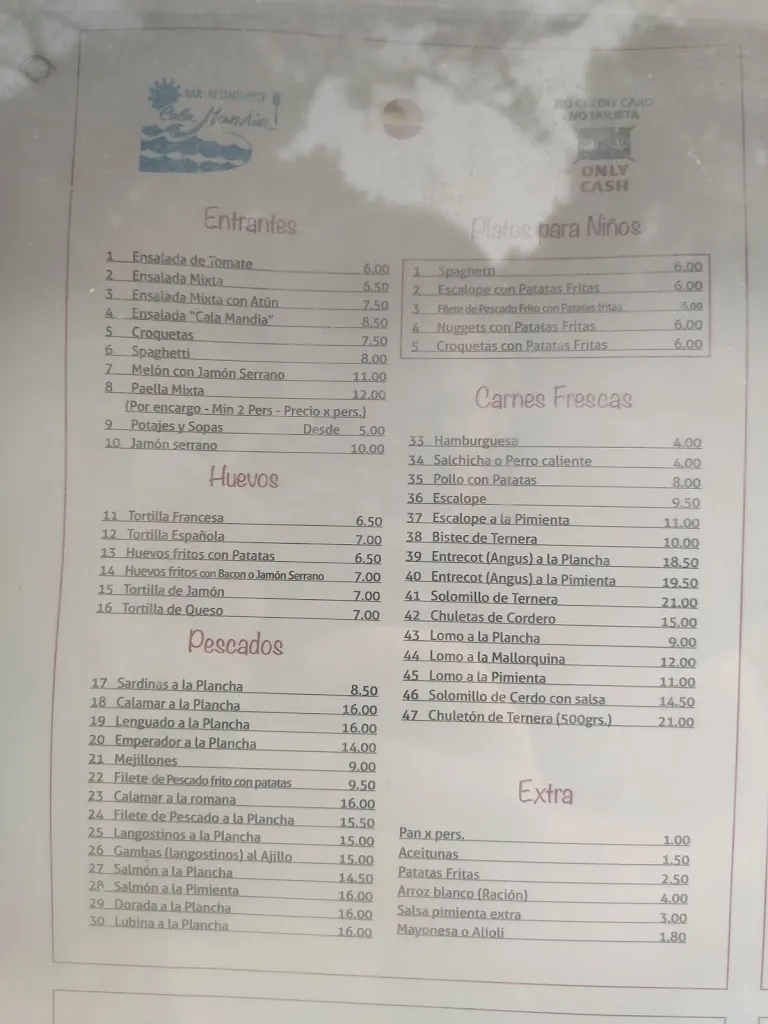 BAR - RESTAURANTE
Cala Mandia
NO CREDIT CARD
NO TARJETA
ONLY
CASH
Entrantes
1 Ensalada de Tomate 6.00
2 Ensalada Mixta 6.50
3 Ensalada Mixta con Atún 7.50
4 Ensalada "Cala Mandia" 8.50
5 Croquetas 7.50
6 Spaghetti 8.00
7 Melón con Jamón Serrano 11.00
8 Paella Mixta 12.00
(Por encargo - Min 2 Pers - Precio x pers.)
9 Potajes y Sopas Desde 5.00
10 Jamón serrano 10.00
Huevos
11 Tortilla Francesa 6.50
12 Tortilla Española 7.00
13 Huevos fritos con Patatas 6.50
14 Huevos fritos con Bacon o Jamón Serrano 7.00
15 Tortilla de Jamón 7.00
16 Tortilla de Queso 7.00
Pescados
17 Sardinas a la Plancha 8.50
18 Calamar a la Plancha 16.00
19 Lenguado a la Plancha 16.00
20 Emperador a la Plancha 14.00
21 Mejillones 9.00
22 Filete de Pescado frito con patatas 9.50
23 Calamar a la romana 16.00
24 Filete de Pescado a la Plancha 15.50
25 Langostinos a la Plancha 15.00
26 Gambas (langostinos) al Ajillo 15.00
27 Salmón a la Plancha 14.50
28 Salmón a la Pimienta 16.00
29 Dorada a la Plancha 16.00
30 Lubina a la Plancha 16.00
Platos para Niños
1 Spaghetti 6.00
2 Escalope con Patatas Fritas 6.00
3 Filete de Pescado Frito con Patatas fritas 6.00
4 Nuggets con Patatas Fritas 6.00
5 Croquetas con Patatas Fritas 6.00
Carnes Frescas
33 Hamburguesa 4.00
34 Salchicha o Perro caliente 4.00
35 Pollo con Patatas 8.00
36 Escalope 9.50
37 Escalope a la Pimienta 11.00
38 Bistec de Ternera 10.00
39 Entrecot (Angus) a la Plancha 18.50
40 Entrecot (Angus) a la Pimienta 19.50
41 Solomillo de Ternera 21.00
42 Chuletas de Cordero 15.00
43 Lomo a la Plancha 9.00
44 Lomo a la Mallorquina 12.00
45 Lomo a la Pimienta 11.00
46 Solomillo de Cerdo con salsa 14.50
47 Chuletón de Ternera (500grs.) 21.00
Extra
Pan x pers. 1.00
Aceitunas 1.50
Patatas Fritas 2.50
Arroz blanco (Ración) 4.00
Salsa pimienta extra 3.00
Mayonesa o Alioli 1.80